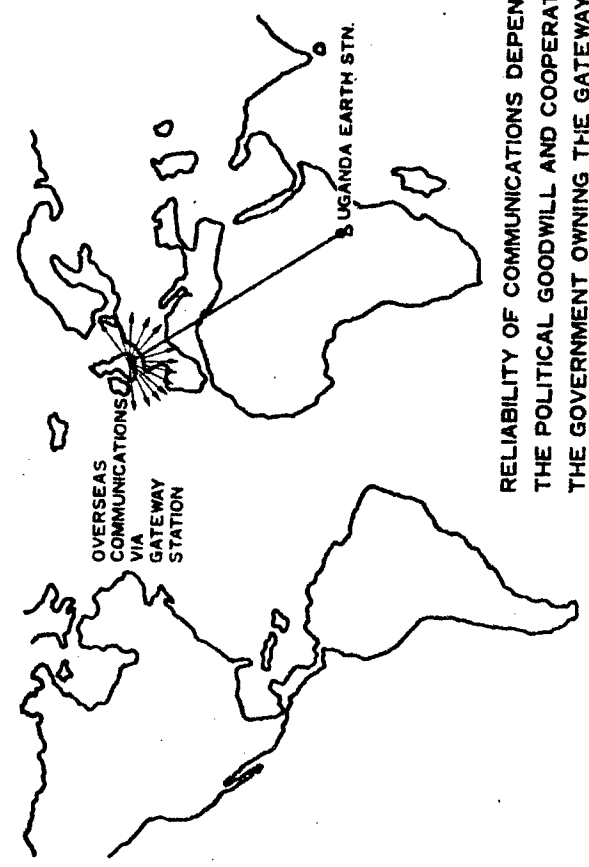 OVERSEAS
COMMUNICATIONS
VIA
GATEWAY
STATION
UGANDA EARTH STN.
RELIABILITY OF COMMUNICATIONS DEPEN
THE POLITICAL GOODWILL AND COOPERAT
THE GOVERNMENT OWNING THE GATEWAY